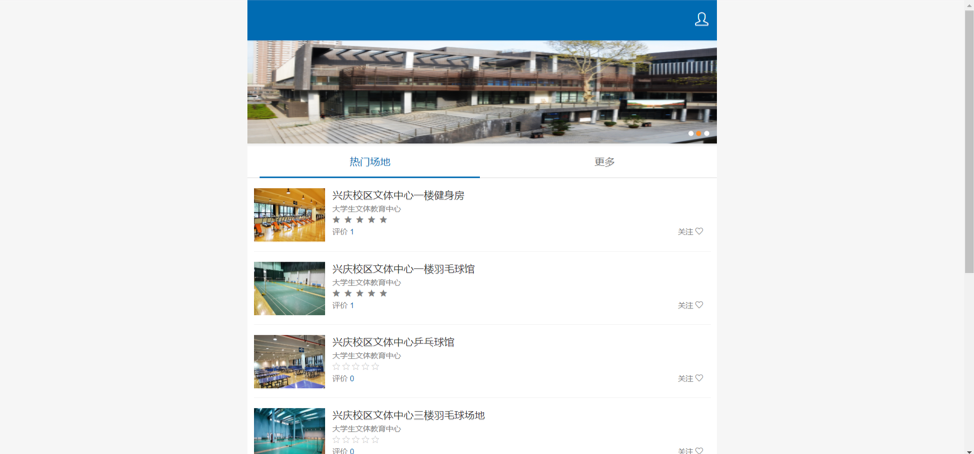 热门场地
更多
兴庆校区文体中心一楼健身房
大学生文体教育中心
评价 1
关注
兴庆校区文体中心一楼羽毛球馆
大学生文体教育中心
评价 1
关注
兴庆校区文体中心乒乓球馆
大学生文体教育中心
评价 0
关注
兴庆校区文体中心三楼羽毛球场地
大学生文体教育中心
评价 0
关注